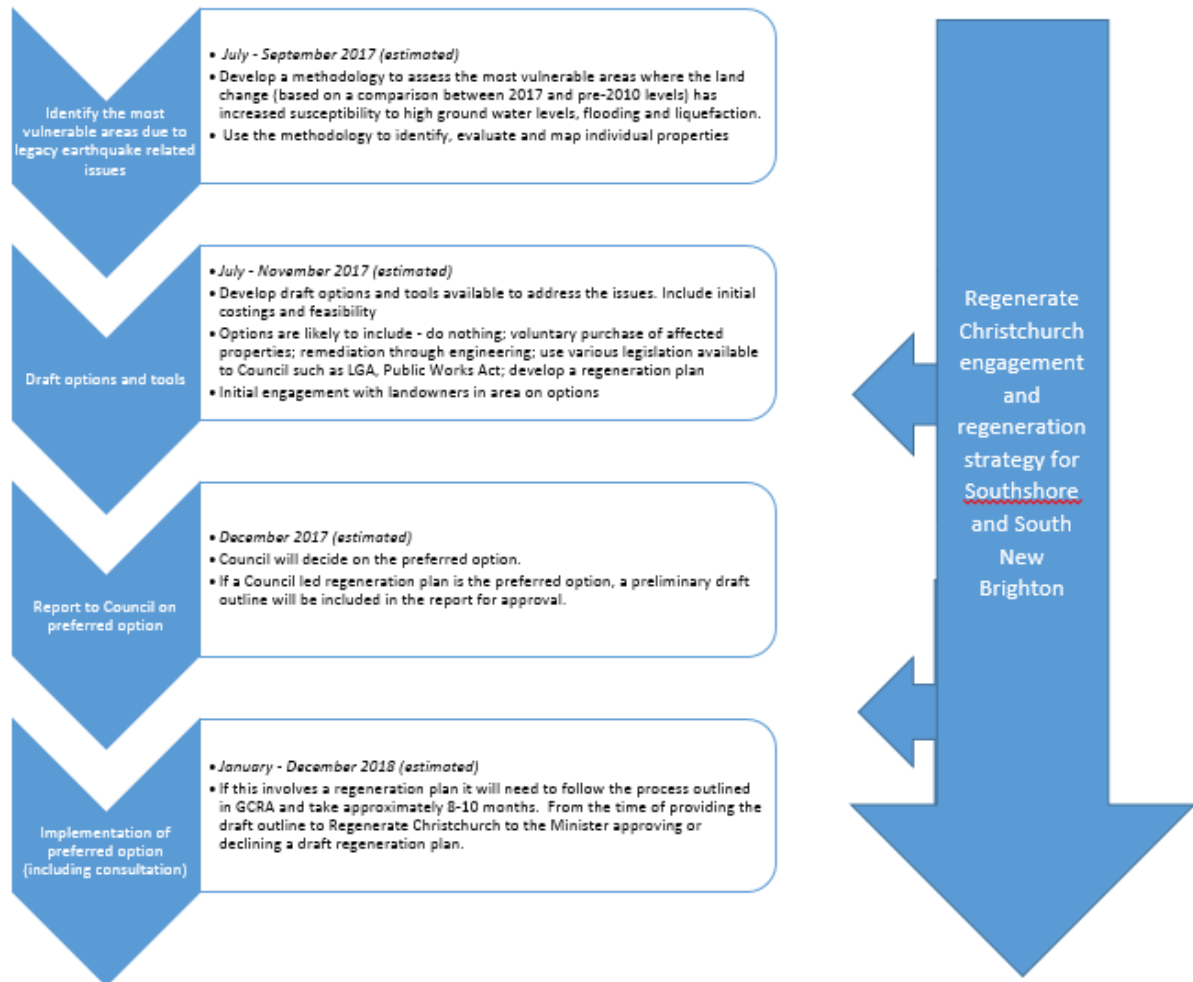 Identify the most
vulnerable areas due to
legacy earthquake related
issues
• July - September 2017 (estimated)
• Develop a methodology to assess the most vulnerable areas where the land
change (based on a comparison between 2017 and pre-2010 levels) has
increased susceptibility to high ground water levels, flooding and liquefaction.
• Use the methodology to identify, evaluate and map individual properties
Draft options and tools
• July - November 2017 (estimated)
• Develop draft options and tools available to address the issues. Include initial
costings and feasibility
• Options are likely to include - do nothing; voluntary purchase of affected
properties; remediation through engineering; use various legislation available
to Council such as LGA, Public Works Act; develop a regeneration plan
• Initial engagement with landowners in area on options
Report to Council on
preferred option
• December 2017 (estimated)
• Council will decide on the preferred option.
• If a Council led regeneration plan is the preferred option, a preliminary draft
outline will be included in the report for approval.
Implementation of
preferred option
(including consultation)
• January - December 2018 (estimated)
• If this involves a regeneration plan it will need to follow the process outlined
in GCRA and take approximately 8-10 months. From the time of providing the
draft outline to Regenerate Christchurch to the Minister approving or
declining a draft regeneration plan.
Regenerate
Christchurch
engagement
and
regeneration
strategy for
Southshore
and South
New
Brighton